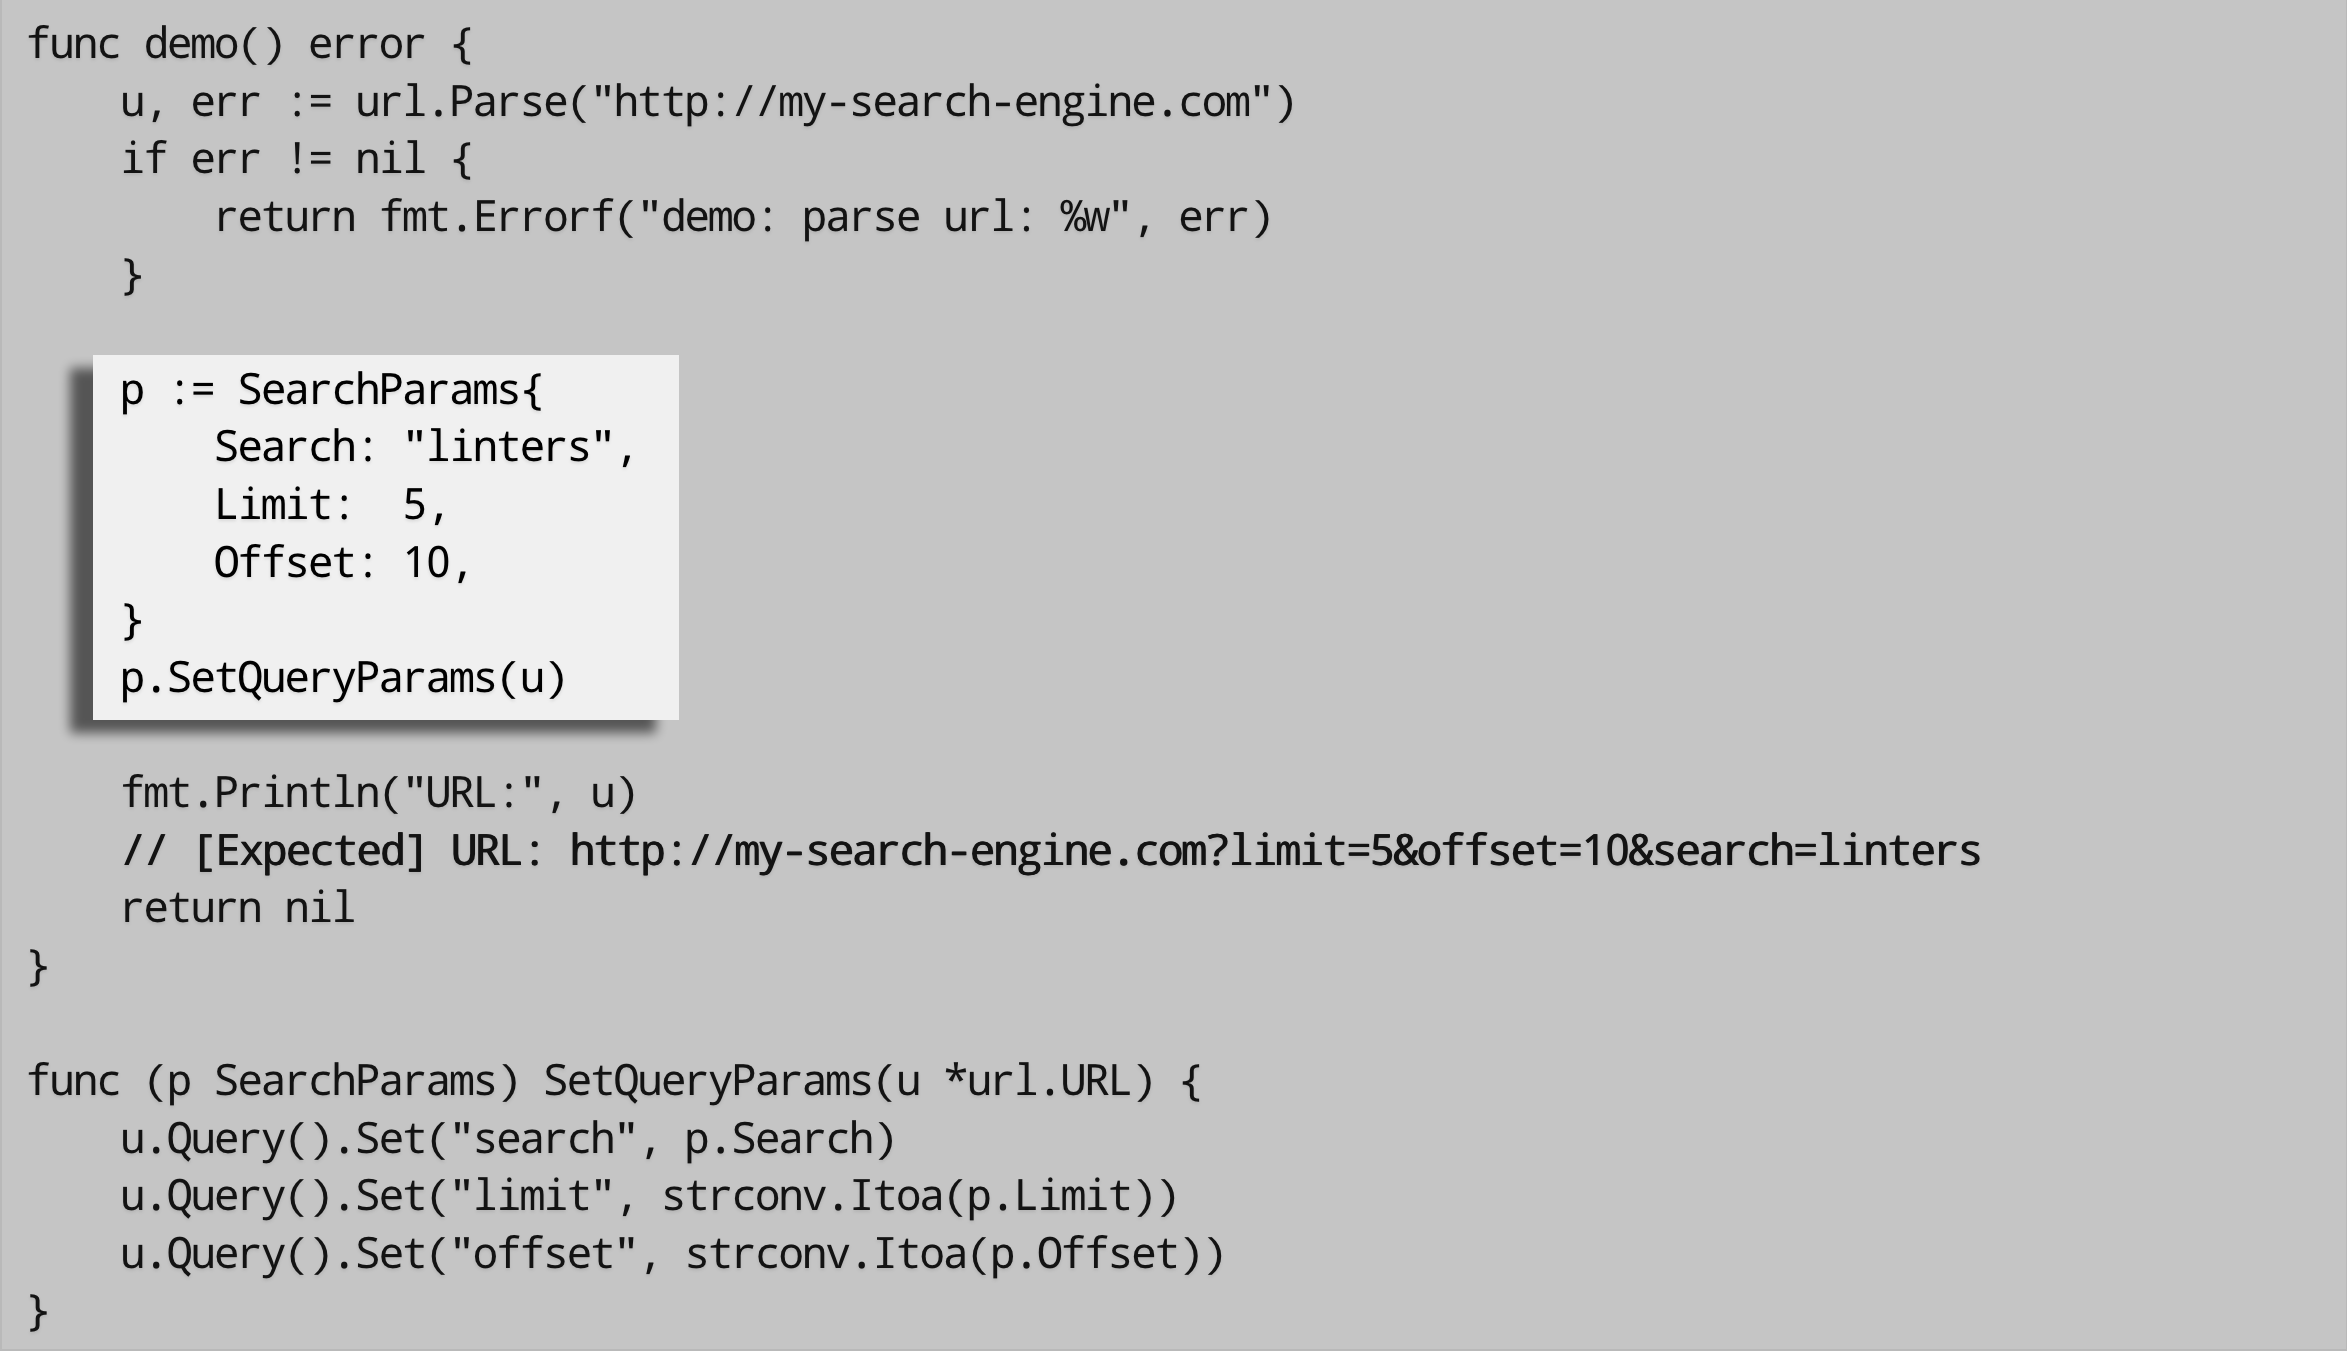 func demo() error {
    u, err := url.Parse("http://my-search-engine.com")
    if err != nil {
        return fmt.Errorf("demo: parse url: %w", err)
    }

    p := SearchParams{
        Search: "linters",
        Limit:  5,
        Offset: 10,
    }
    p.SetQueryParams(u)

    fmt.Println("URL:", u)
    // [Expected] URL: http://my-search-engine.com?limit=5&offset=10&search=linters
    return nil
}

func (p SearchParams) SetQueryParams(u *url.URL) {
    u.Query().Set("search", p.Search)
    u.Query().Set("limit", strconv.Itoa(p.Limit))
    u.Query().Set("offset", strconv.Itoa(p.Offset))
}